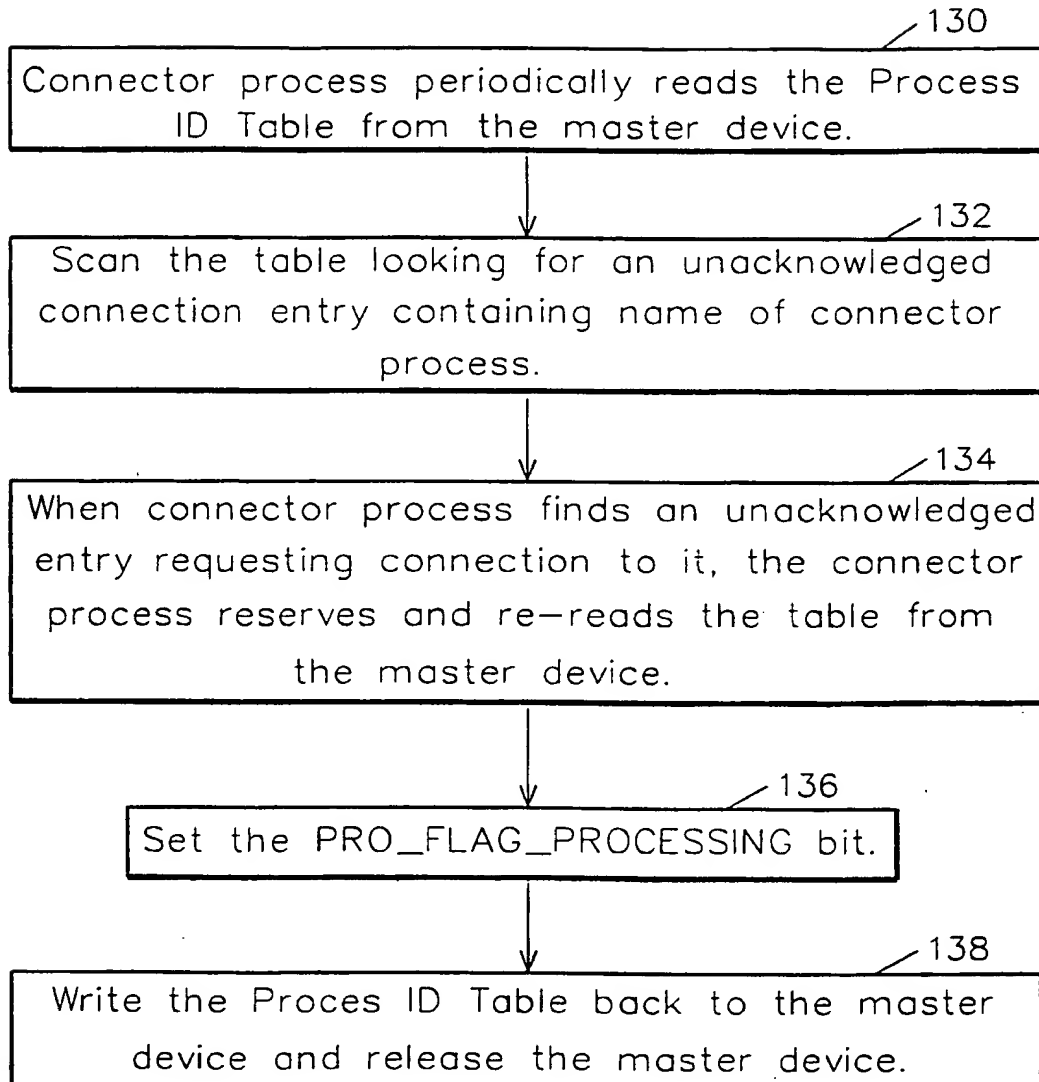 130
Connector process periodically reads the Process
ID Table from the master device.
132
Scan the table looking for an unacknowledged
connection entry containing name of connector
process.
134
When connector process finds an unacknowledged
entry requesting connection to it, the connector
process reserves and re-reads the table from
the master device.
136
Set the PRO_FLAG_PROCESSING bit.
138
Write the Proces ID Table back to the master
device and release the master device.